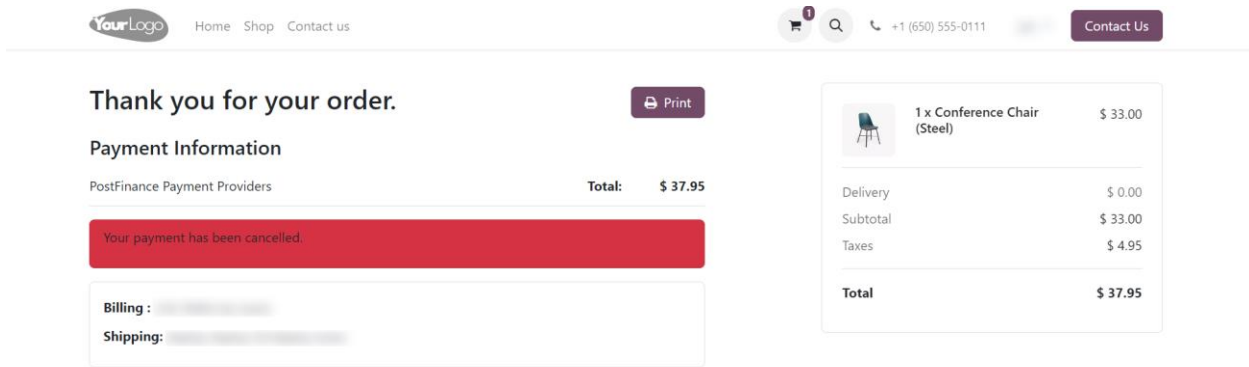 YourLogo
Home Shop Contact us
1
+1 (650) 555-0111
Contact Us
Thank you for your order.
Print
Payment Information
PostFinance Payment Providers Total: $ 37.95
Your payment has been cancelled.
Billing :
Shipping:
1 x Conference Chair $ 33.00
(Steel)
Delivery $ 0.00
Subtotal $ 33.00
Taxes $ 4.95
Total $ 37.95